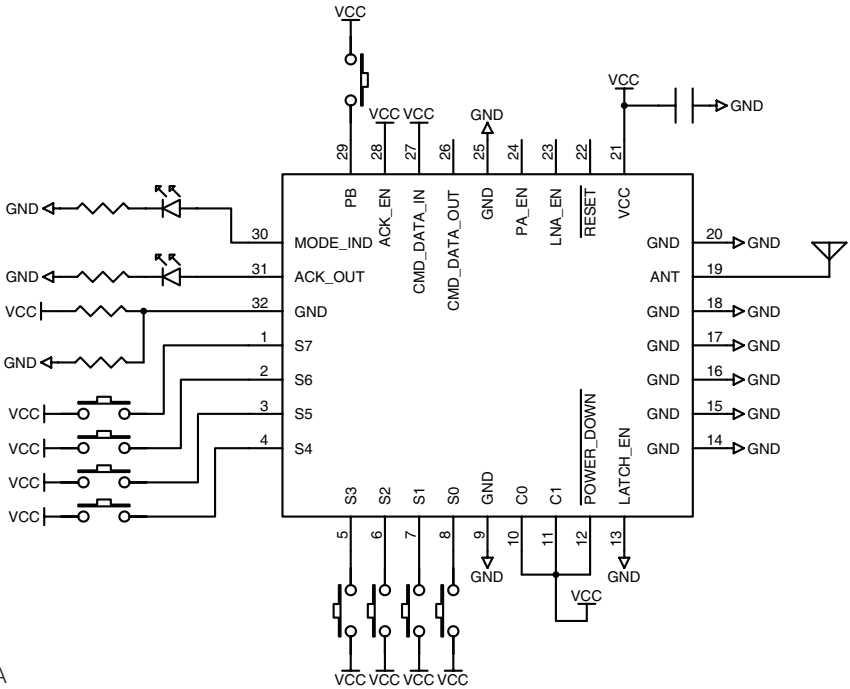 VCC
VCC
VCC
GND
VCC
GND
29
28
27
26
25
24
23
22
21
PB
ACK_EN
CMD_DATA_IN
CMD_DATA_OUT
GND
PA_EN
LNA_EN
RESET
VCC
GND
30
MODE_IND
GND
20
GND
GND
31
ACK_OUT
ANT
19
VCC
32
GND
GND
18
GND
GND
1
S7
GND
17
GND
2
S6
GND
16
GND
VCC
3
S5
GND
15
GND
VCC
4
S4
GND
14
GND
VCC
VCC
S3
S2
S1
S0
GND
C0
C1
POWER_DOWN
LATCH_EN
5
6
7
8
9
10
11
12
13
GND
GND
VCC
VCC
VCC
VCC
VCC
A